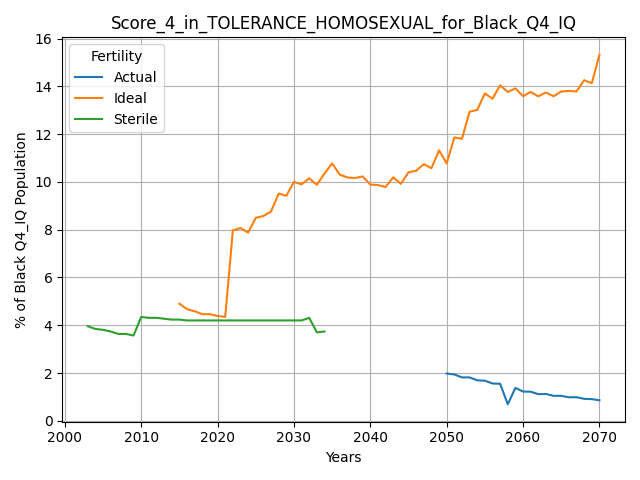 Score_4_in_TOLERANCE_HOMOSEXUAL_for_Black_Q4_IQ
Fertility
Actual
Ideal
Sterile
% of Black Q4_IQ Population
16
14
12
10
8
6
4
2
0
2000 2010 2020 2030 2040 2050 2060 2070
Years